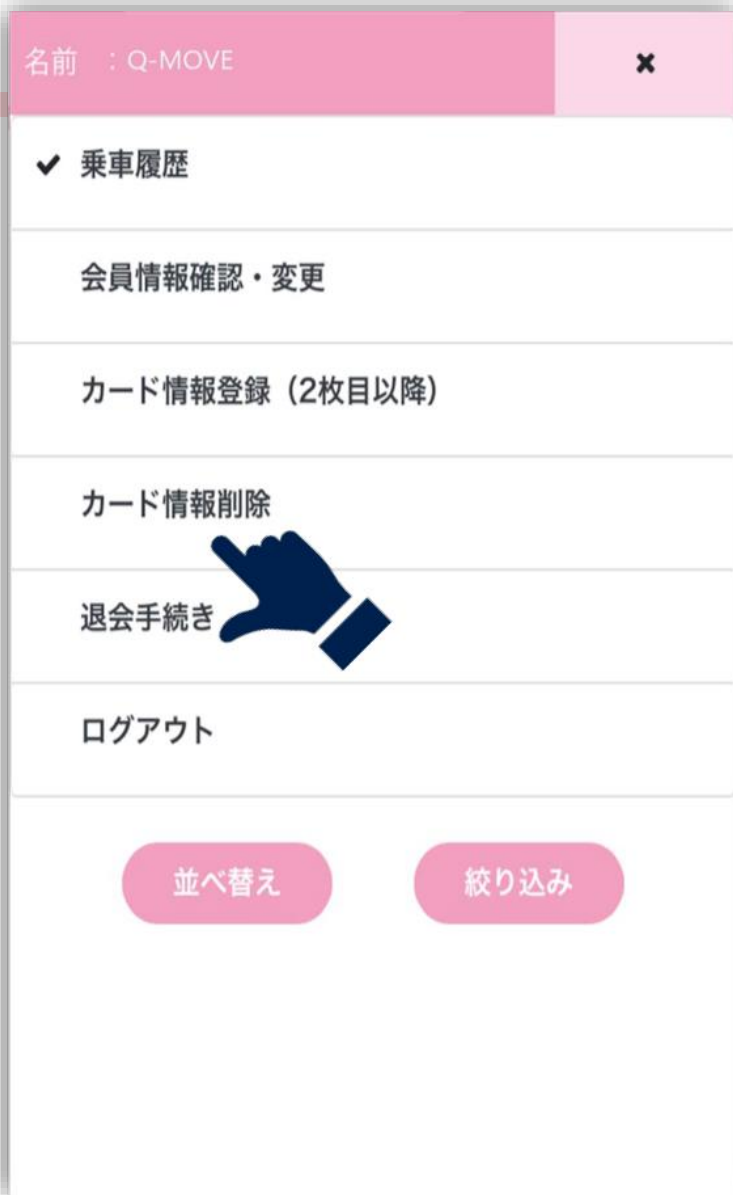 名前 : Q-MOVE
乗車履歴
会員情報確認・変更
カード情報登録（2枚目以降）
カード情報削除
退会手続き
ログアウト
並べ替え 絞り込み